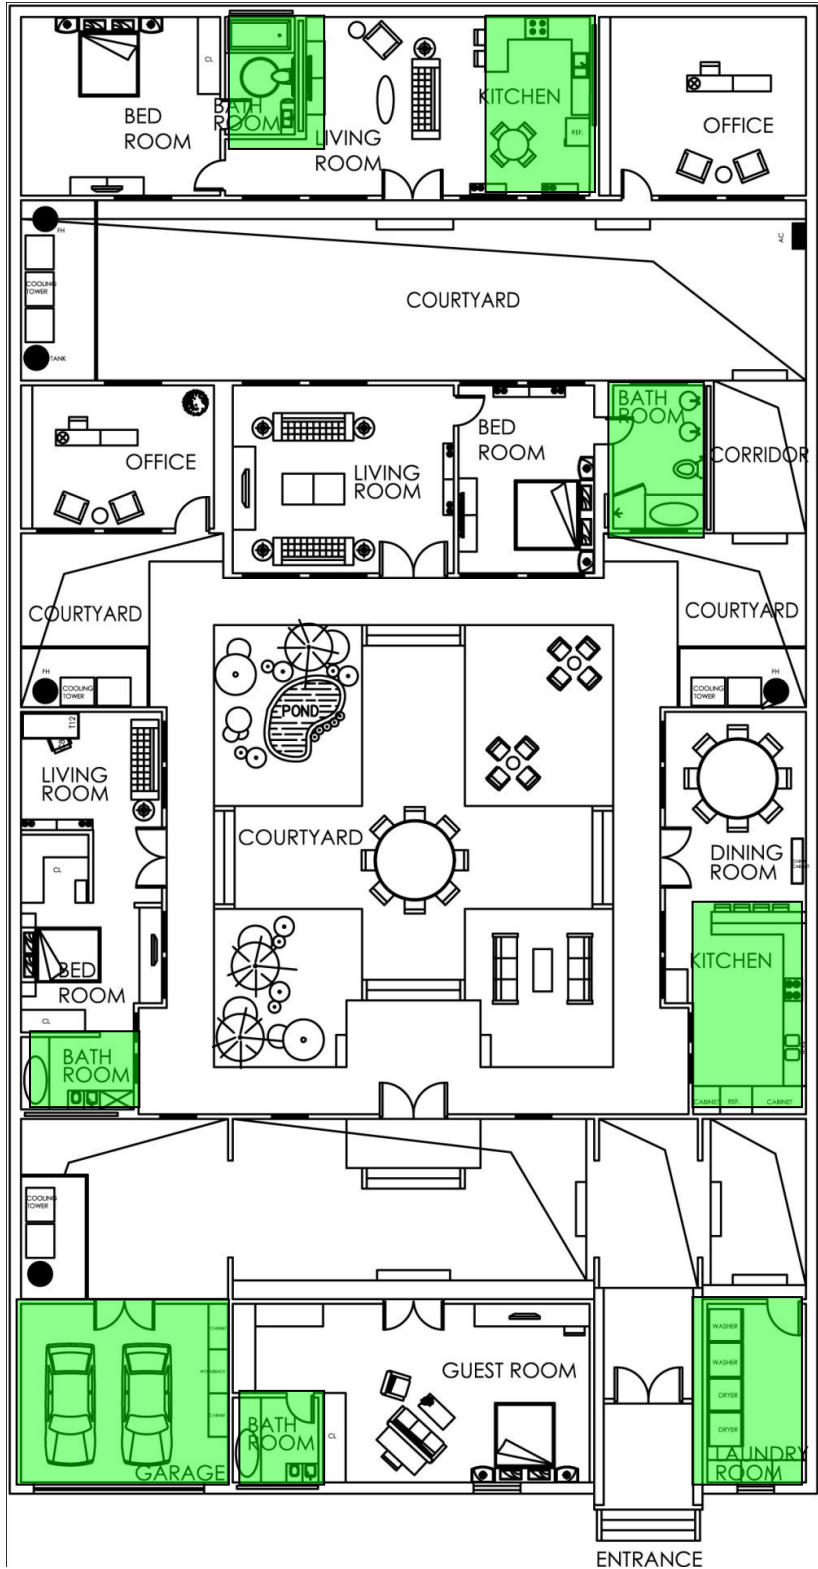 BED
ROOM
CL
BATH
ROOM
LIVING
ROOM
KITCHEN
REF.
OFFICE
FH
COOLING
TOWER
TANK
COURTYARD
AC
OFFICE
LIVING
ROOM
BED
ROOM
BATH
ROOM
CORRIDOR
COURTYARD
COURTYARD
FH
COOLING
TOWER
FH
COOLING
TOWER
T12
LIVING
ROOM
POND
COURTYARD
DINING
ROOM
CL
BED
ROOM
CL
KITCHEN
BATH
ROOM
CABINET
REF.
CABINET
COOLING
TOWER
CABINET
CABINET
GARAGE
GUEST ROOM
BATH
ROOM
CL
WASHER
WASHER
DRYER
DRYER
LAUNDRY
ROOM
ENTRANCE